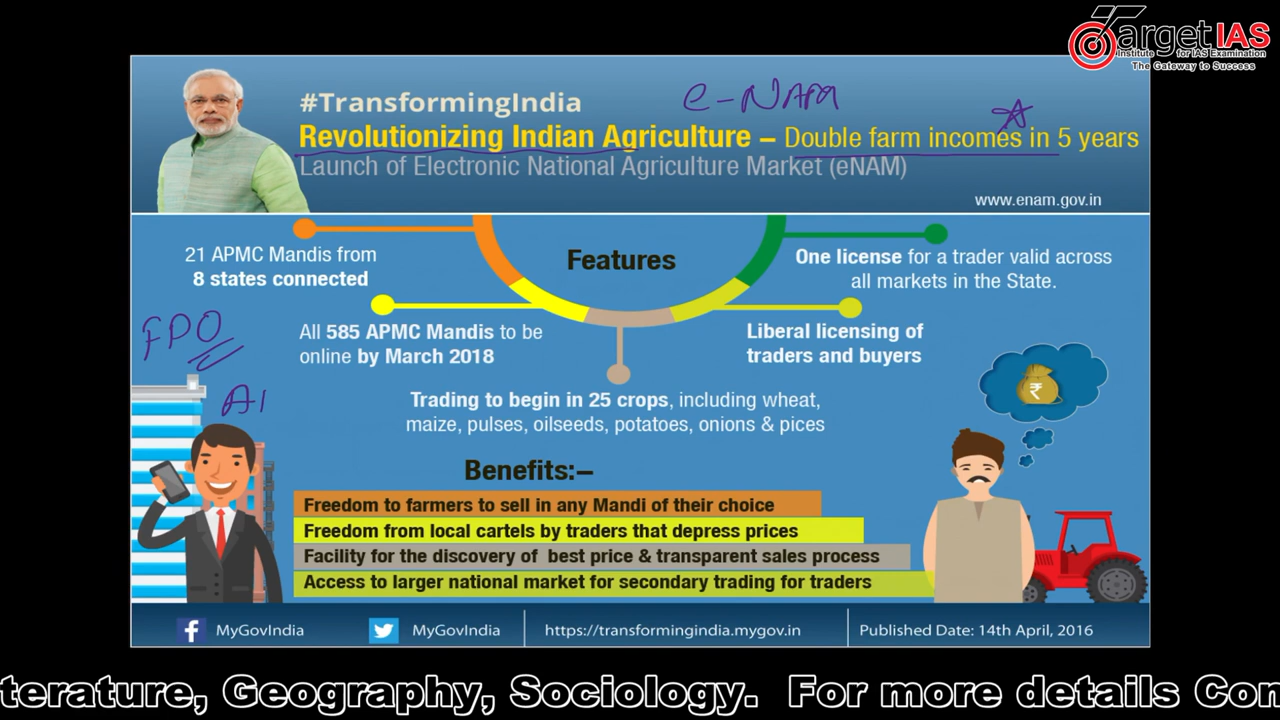 Target IAS
Institute for IAS Examination
The Gateway to Success
#TransformingIndia
e-NAM
Revolutionizing Indian Agriculture – Double farm incomes in 5 years
Launch of Electronic National Agriculture Market (eNAM)
www.enam.gov.in
21 APMC Mandis from
8 states connected
Features
One license for a trader valid across
all markets in the State.
FPO
All 585 APMC Mandis to be
online by March 2018
Liberal licensing of
traders and buyers
AI
Trading to begin in 25 crops, including wheat,
maize, pulses, oilseeds, potatoes, onions & pices
₹
Benefits:–
Freedom to farmers to sell in any Mandi of their choice
Freedom from local cartels by traders that depress prices
Facility for the discovery of best price & transparent sales process
Access to larger national market for secondary trading for traders
MyGovIndia
MyGovIndia
https://transformingindia.mygov.in
Published Date: 14th April, 2016
terature, Geography, Sociology. For more details Con